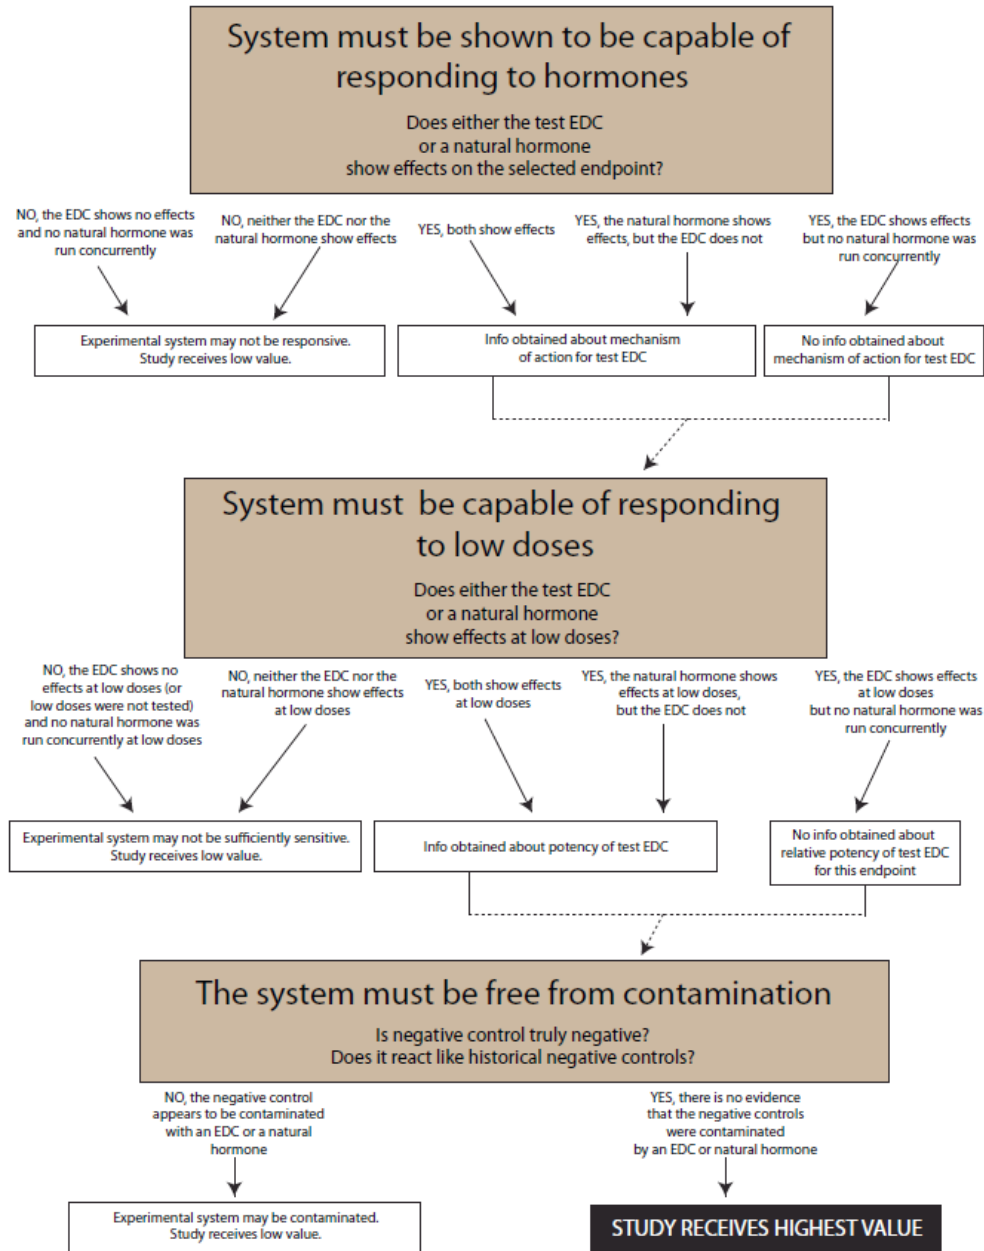 System must be shown to be capable of
responding to hormones
Does either the test EDC
or a natural hormone
show effects on the selected endpoint?
NO, the EDC shows no effects
and no natural hormone was
run concurrently
NO, neither the EDC nor the
natural hormone show effects
YES, both show effects
YES, the natural hormone shows
effects, but the EDC does not
YES, the EDC shows effects
but no natural hormone was
run concurrently
Experimental system may not be responsive.
Study receives low value.
Info obtained about mechanism
of action for test EDC
No info obtained about
mechanism of action for test EDC
System must be capable of responding
to low doses
Does either the test EDC
or a natural hormone
show effects at low doses?
NO, the EDC shows no
effects at low doses (or
low doses were not tested)
and no natural hormone was
run concurrently at low doses
NO, neither the EDC nor the
natural hormone show effects
at low doses
YES, both show effects
at low doses
YES, the natural hormone shows
effects at low doses,
but the EDC does not
YES, the EDC shows effects
at low doses
but no natural hormone was
run concurrently
Experimental system may not be sufficiently sensitive.
Study receives low value.
Info obtained about potency of test EDC
No info obtained about
relative potency of test EDC
for this endpoint
The system must be free from contamination
Is negative control truly negative?
Does it react like historical negative controls?
NO, the negative control
appears to be contaminated
with an EDC or a natural
hormone
YES, there is no evidence
that the negative controls
were contaminated
by an EDC or natural hormone
Experimental system may be contaminated.
Study receives low value.
STUDY RECEIVES HIGHEST VALUE